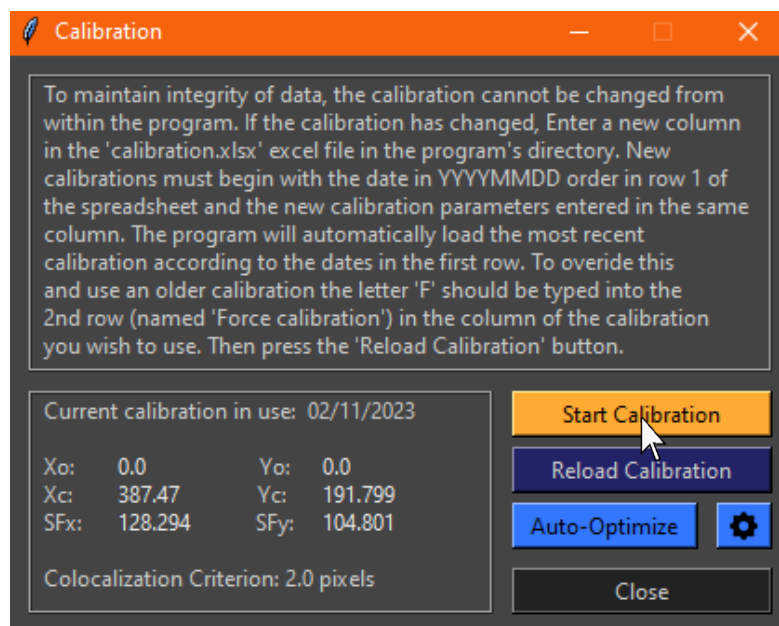 Calibration
To maintain integrity of data, the calibration cannot be changed from
within the program. If the calibration has changed, Enter a new column
in the 'calibration.xlsx' excel file in the program's directory. New
calibrations must begin with the date in YYYYMMDD order in row 1 of
the spreadsheet and the new calibration parameters entered in the same
column. The program will automatically load the most recent
calibration according to the dates in the first row. To overide this
and use an older calibration the letter 'F' should be typed into the
2nd row (named 'Force calibration') in the column of the calibration
you wish to use. Then press the 'Reload Calibration' button.
Current calibration in use: 02/11/2023
Xo: 0.0 Yo: 0.0
Xc: 387.47 Yc: 191.799
SFx: 128.294 SFy: 104.801
Colocalization Criterion: 2.0 pixels
Start Calibration
Reload Calibration
Auto-Optimize
Close